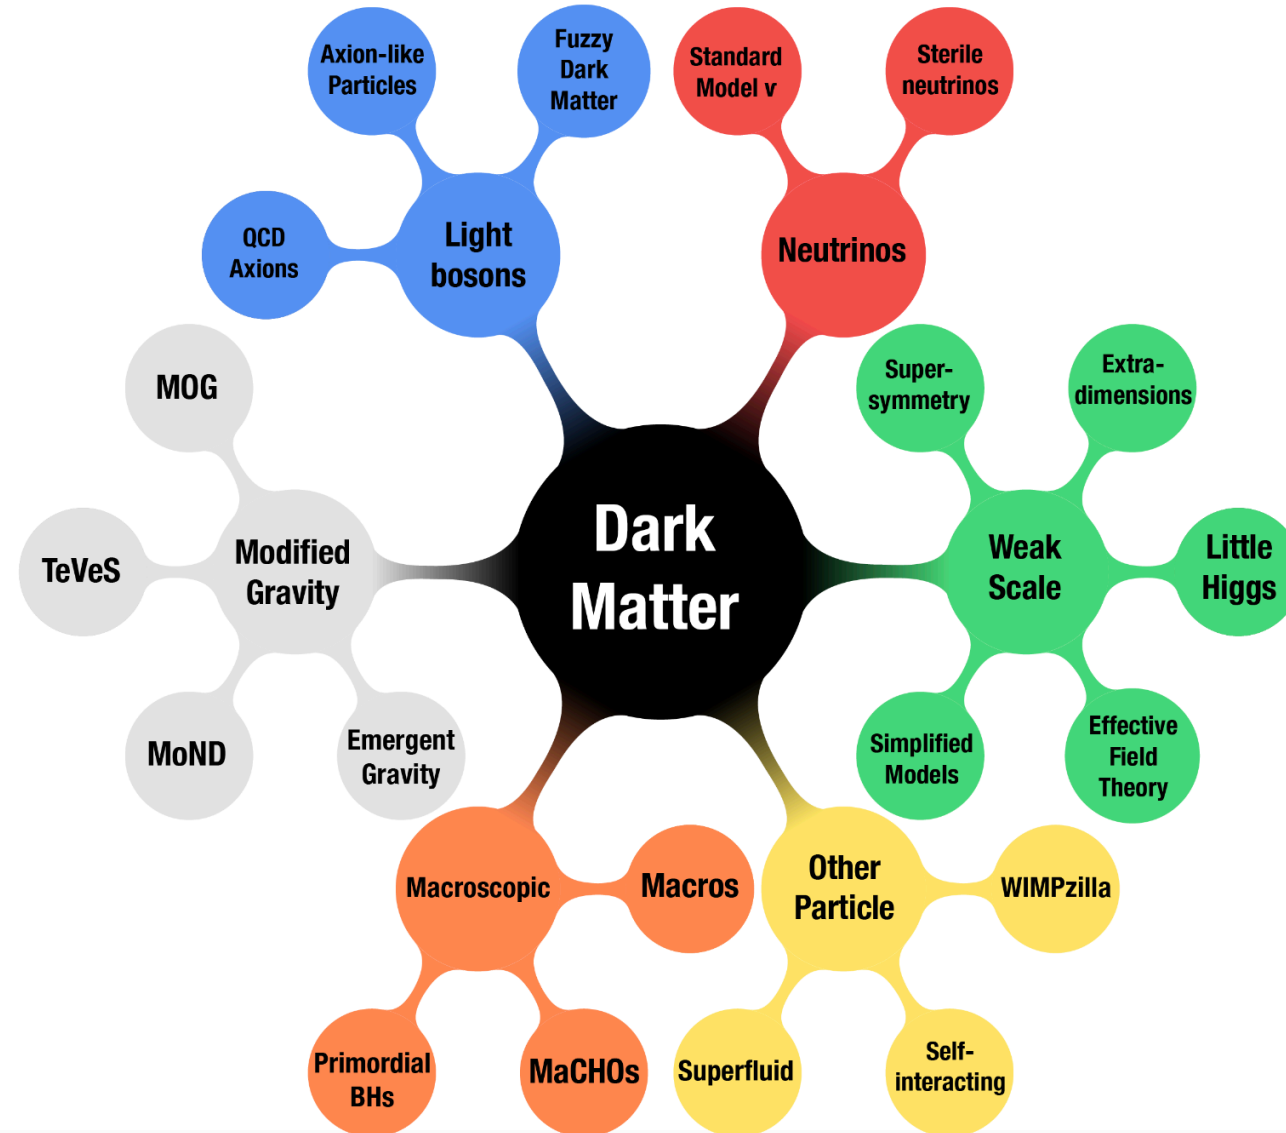 Axion-like
Particles
Fuzzy
Dark
Matter
Standard
Model ν
Sterile
neutrinos
QCD
Axions
Light
bosons
Neutrinos
MOG
Super-
symmetry
Extra-
dimensions
TeVeS
Modified
Gravity
Dark
Matter
Weak
Scale
Little
Higgs
MoND
Emergent
Gravity
Simplified
Models
Effective
Field
Theory
Macroscopic
Macros
Other
Particle
WIMPzilla
Primordial
BHs
MaCHOs
Superfluid
Self-
interacting